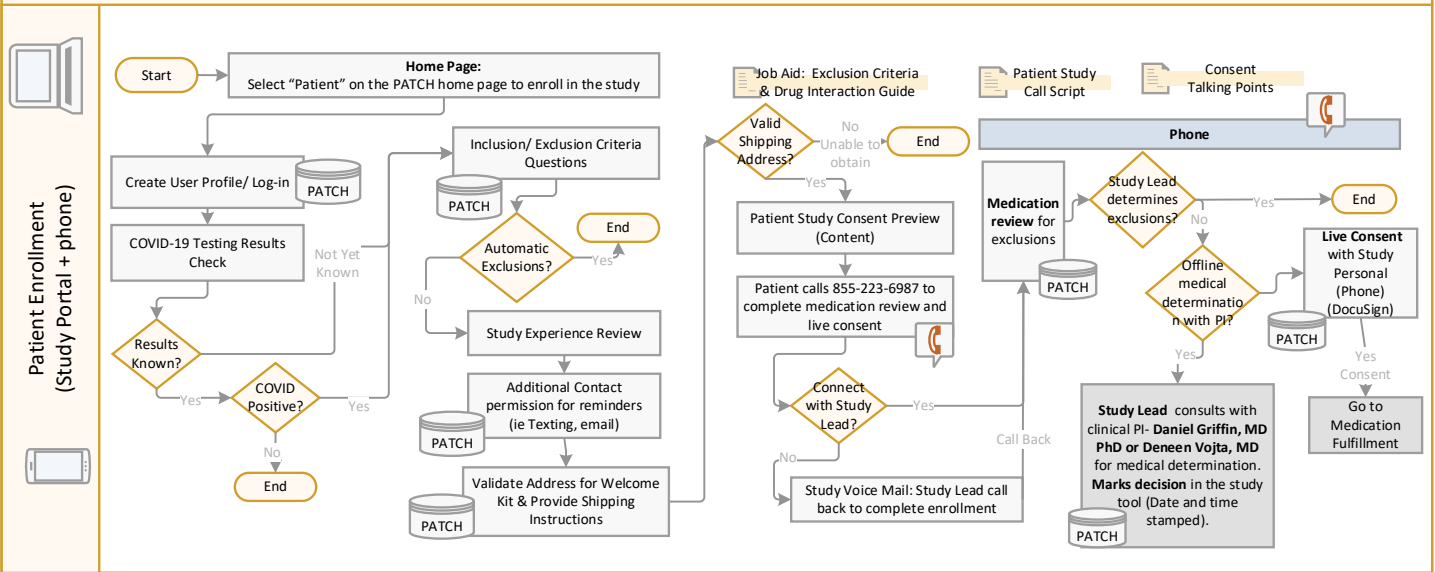 Patient Enrollment
(Study Portal + phone)
Start
Home Page:
Select “Patient” on the PATCH home page to enroll in the study
Create User Profile/ Log-in
PATCH
COVID-19 Testing Results
Check
Results
Known?
Not Yet
Known
Yes
COVID
Positive?
Yes
No
End
Inclusion/ Exclusion Criteria
Questions
PATCH
Automatic
Exclusions?
Yes
End
No
Study Experience Review
Additional Contact
permission for reminders
(ie Texting, email)
PATCH
Validate Address for Welcome
Kit & Provide Shipping
Instructions
PATCH
Job Aid:  Exclusion Criteria
& Drug Interaction Guide
Valid
Shipping
Address?
No
Unable to
obtain
End
Yes
Patient Study Consent Preview
(Content)
Patient calls 855-223-6987 to
complete medication review and
live consent
Connect
with Study
Lead?
Yes
No
Study Voice Mail: Study Lead call
back to complete enrollment
Call Back
Patient Study
Call Script
Consent
Talking Points
Phone
Medication
review for
exclusions
PATCH
Study Lead
determines
exclusions?
Yes
End
No
Offline
medical
determinatio
n with PI?
Yes
Live Consent
with Study
Personal
(Phone)
(DocuSign)
PATCH
Yes
Consent
Go to
Medication
Fulfillment
Study Lead  consults with
clinical PI- Daniel Griffin, MD
PhD or Deneen Vojta, MD
for medical determination.
Marks decision in the study
tool (Date and time
stamped).
PATCH